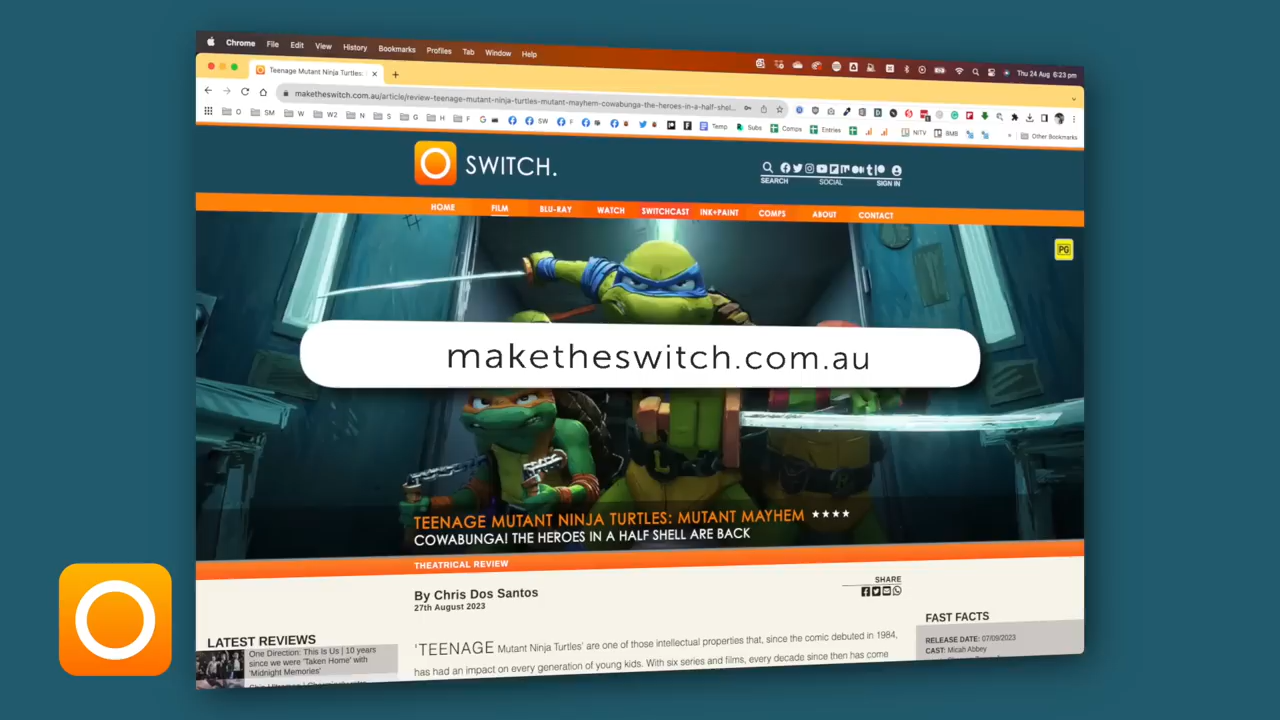 Chrome File Edit View History Bookmarks Profiles Tab Window Help
Thu 24 Aug 6:23 pm
Teenage Mutant Ninja Turtles:
maketheswitch.com.au/article/review-teenage-mutant-ninja-turtles-mutant-mayhem-cowabunga-the-heroes-in-a-half-shel...
O SM W W2 N S G H F SW F Temp Subs Comps Entries NITV BMB Other Bookmarks
SWITCH.
SEARCH SOCIAL SIGN IN
HOME FILM BLU-RAY WATCH SWITCHCAST INK+PAINT COMPS ABOUT CONTACT
PG
maketheswitch.com.au
L
TEENAGE MUTANT NINJA TURTLES: MUTANT MAYHEM ★★★★
COWABUNGA! THE HEROES IN A HALF SHELL ARE BACK
THEATRICAL REVIEW
By Chris Dos Santos
27th August 2023
SHARE
LATEST REVIEWS
One Direction: This Is Us | 10 years
since we were 'Taken Home' with
'Midnight Memories'
'TEENAGE Mutant Ninja Turtles' are one of those intellectual properties that, since the comic debuted in 1984,
has had an impact on every generation of young kids. With six series and films, every decade since then has come
FAST FACTS
RELEASE DATE: 07/09/2023
CAST: Micah Abbey